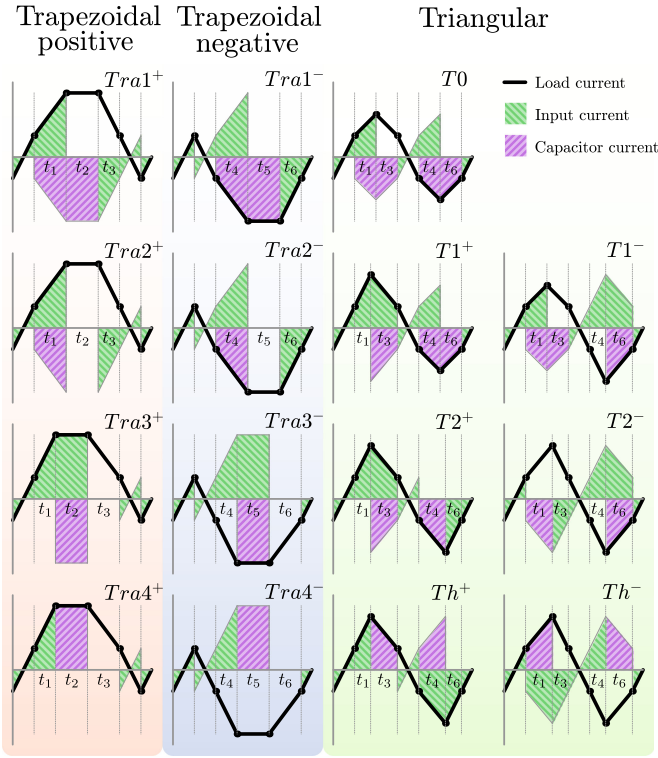 Trapezoidal positive
Trapezoidal negative
Triangular
Tra1⁺
Tra1⁻
T0
Load current
Input current
Capacitor current
t₁ t₂ t₃
t₄ t₅ t₆
t₁ t₃ t₄ t₆
Tra2⁺
Tra2⁻
T1⁺
T1⁻
t₁ t₂ t₃
t₄ t₅ t₆
t₁ t₃ t₄ t₆
t₁ t₃ t₄ t₆
Tra3⁺
Tra3⁻
T2⁺
T2⁻
t₁ t₂ t₃
t₄ t₅ t₆
t₁ t₃ t₄ t₆
t₁ t₃ t₄ t₆
Tra4⁺
Tra4⁻
Th⁺
Th⁻
t₁ t₂ t₃
t₄ t₅ t₆
t₁ t₃ t₄ t₆
t₁ t₃ t₄ t₆